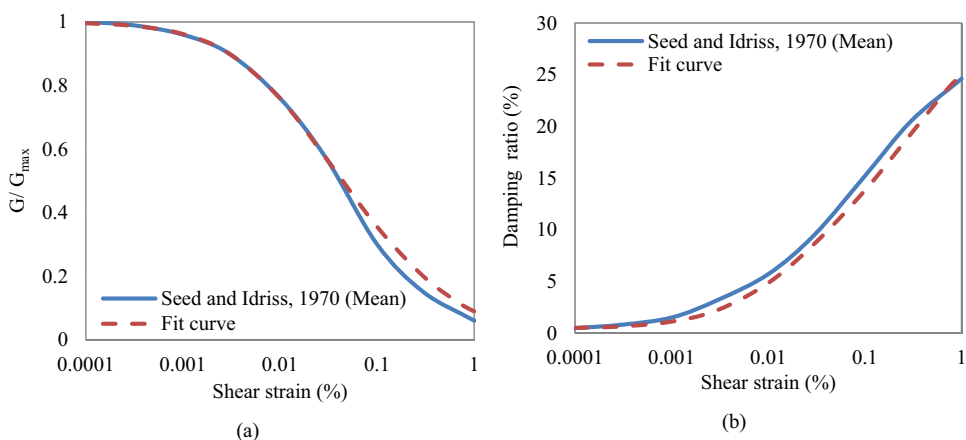 1
0.8
0.6
0.4
0.2
0
G/ Gmax
Seed and Idriss, 1970 (Mean)
Fit curve
0.0001 0.001 0.01 0.1 1
Shear strain (%)
(a)
30
25
20
15
10
5
0
Damping ratio (%)
Seed and Idriss, 1970 (Mean)
Fit curve
0.0001 0.001 0.01 0.1 1
Shear strain (%)
(b)